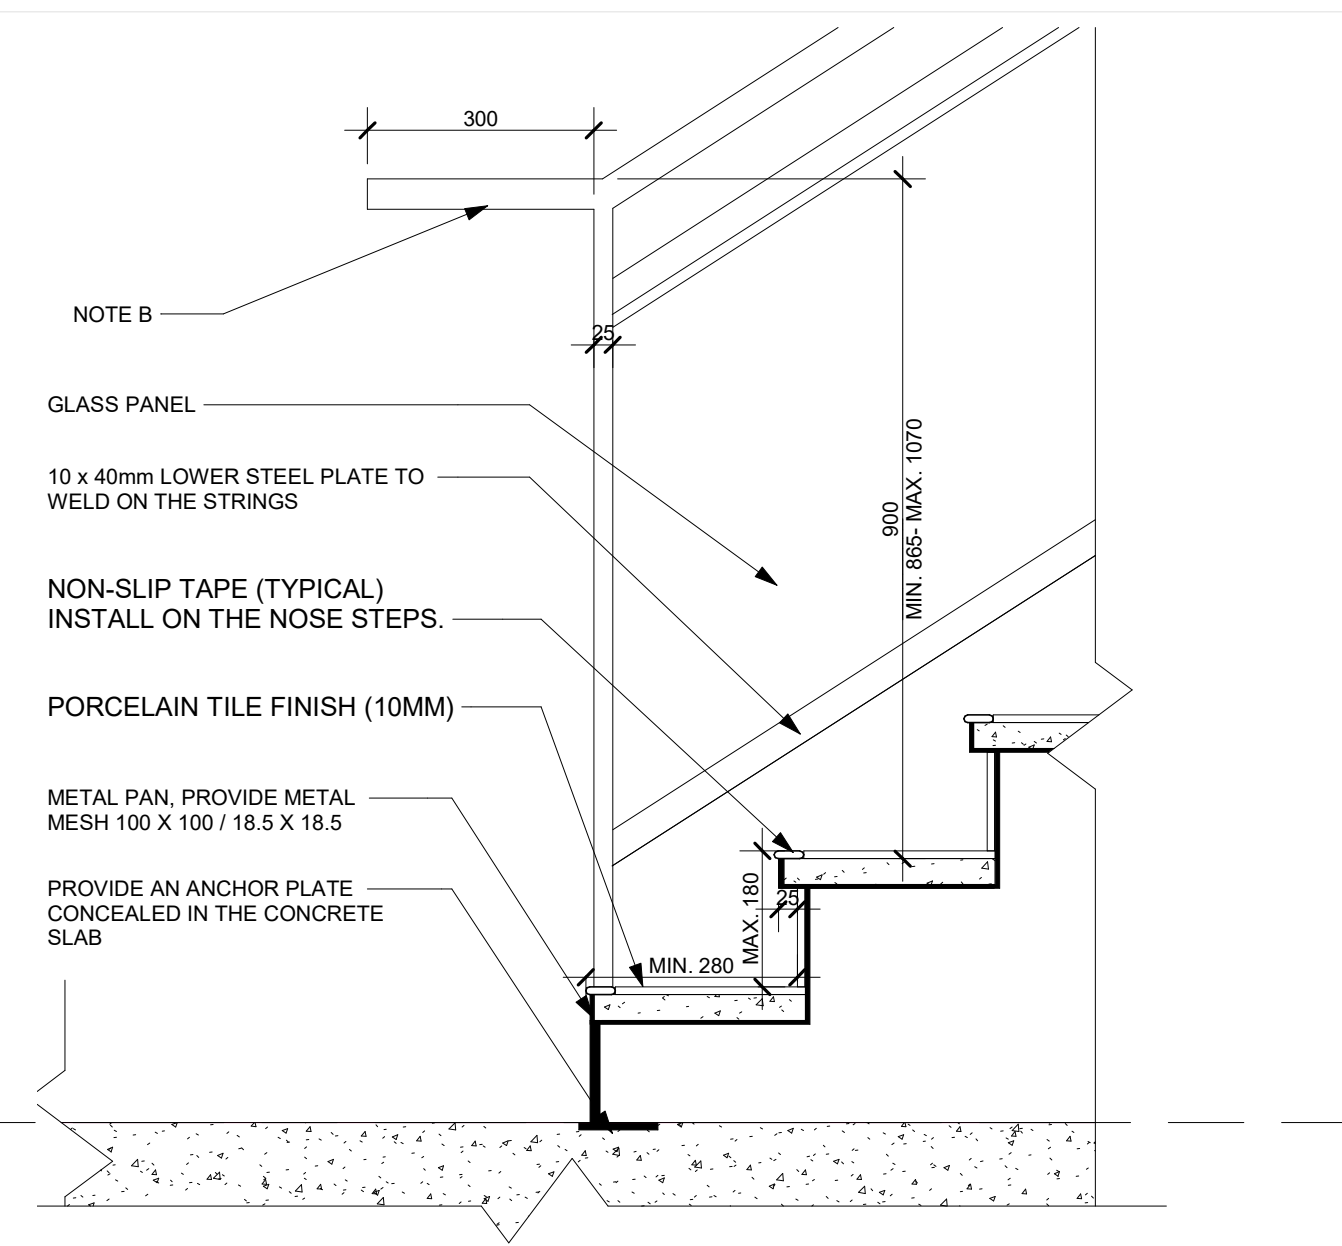 300
NOTE B
25
GLASS PANEL
10 x 40mm LOWER STEEL PLATE TO
WELD ON THE STRINGS
900
MIN. 865- MAX. 1070
NON-SLIP TAPE (TYPICAL)
INSTALL ON THE NOSE STEPS.
PORCELAIN TILE FINISH (10MM)
METAL PAN, PROVIDE METAL
MESH 100 X 100 / 18.5 X 18.5
PROVIDE AN ANCHOR PLATE
CONCEALED IN THE CONCRETE
SLAB
MAX. 180
25
MIN. 280